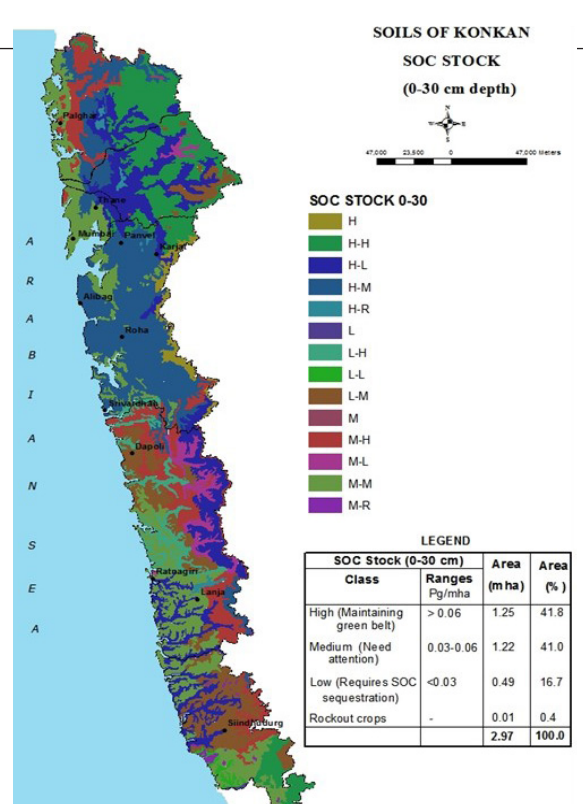 SOILS OF KONKAN
SOC STOCK
(0-30 cm depth)
N
W E
S
47,000 23,500 0 47,000 Meters
SOC STOCK 0-30
H
H-H
H-L
H-M
H-R
L
L-H
L-L
L-M
M
M-H
M-L
M-M
M-R
Palghar
Thane
Mumbai
Panvel
Karjat
Alibag
Roha
Srivardhan
Dapoli
Ratnagiri
Lanja
Siindhudurg
A R A B I A N S E A
LEGEND
SOC Stock (0-30 cm) Area (m ha) Area (%)
Class Ranges Pg/mha
High (Maintaining green belt) > 0.06 1.25 41.8
Medium (Need attention) 0.03-0.06 1.22 41.0
Low (Requires SOC sequestration) <0.03 0.49 16.7
Rockout crops - 0.01 0.4
2.97 100.0